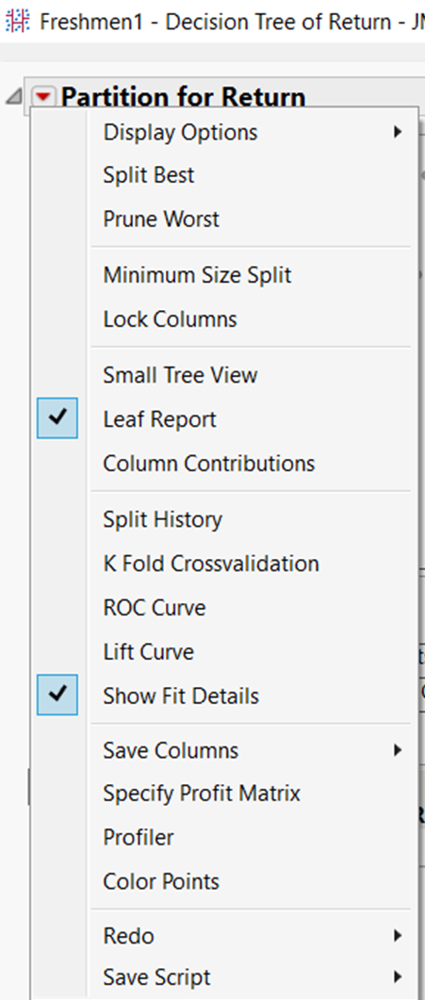 Freshmen1 - Decision Tree of Return - JM
Partition for Return
Display Options
Split Best
Prune Worst
Minimum Size Split
Lock Columns
Small Tree View
Leaf Report
Column Contributions
Split History
K Fold Crossvalidation
ROC Curve
Lift Curve
Show Fit Details
Save Columns
Specify Profit Matrix
Profiler
Color Points
Redo
Save Script